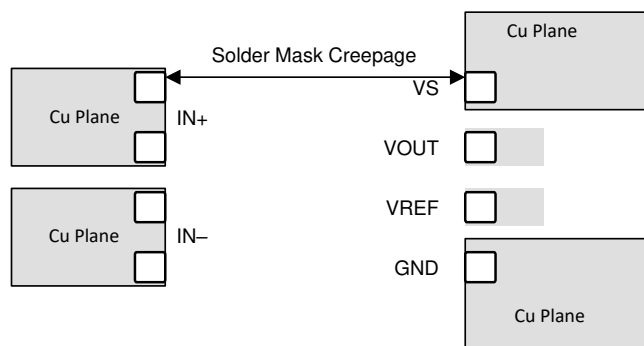 Cu Plane
Solder Mask Creepage
VS
Cu Plane
IN+
VOUT
VREF
Cu Plane
IN–
GND
Cu Plane